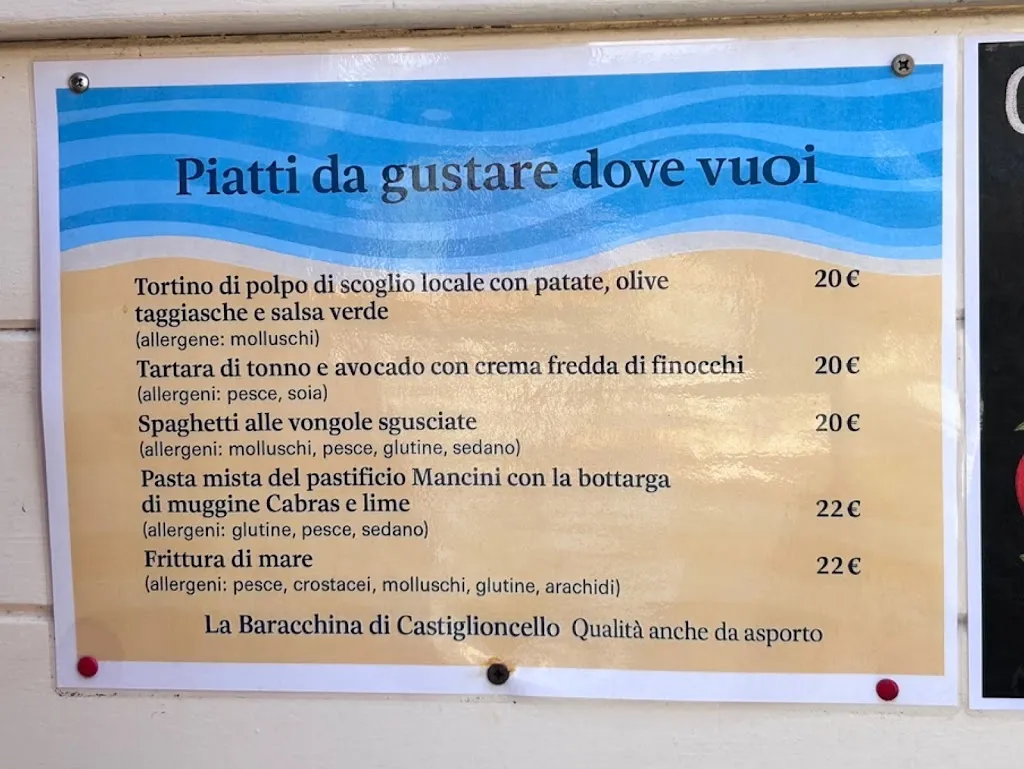 Piatti da gustare dove vuoi
Tortino di polpo di scoglio locale con patate, olive 20 €
taggiasche e salsa verde
(allergene: molluschi)
Tartara di tonno e avocado con crema fredda di finocchi 20 €
(allergeni: pesce, soia)
Spaghetti alle vongole sgusciate 20 €
(allergeni: molluschi, pesce, glutine, sedano)
Pasta mista del pastificio Mancini con la bottarga
di muggine Cabras e lime 22 €
(allergeni: glutine, pesce, sedano)
Frittura di mare 22 €
(allergeni: pesce, crostacei, molluschi, glutine, arachidi)
La Baracchina di Castiglioncello Qualità anche da asporto